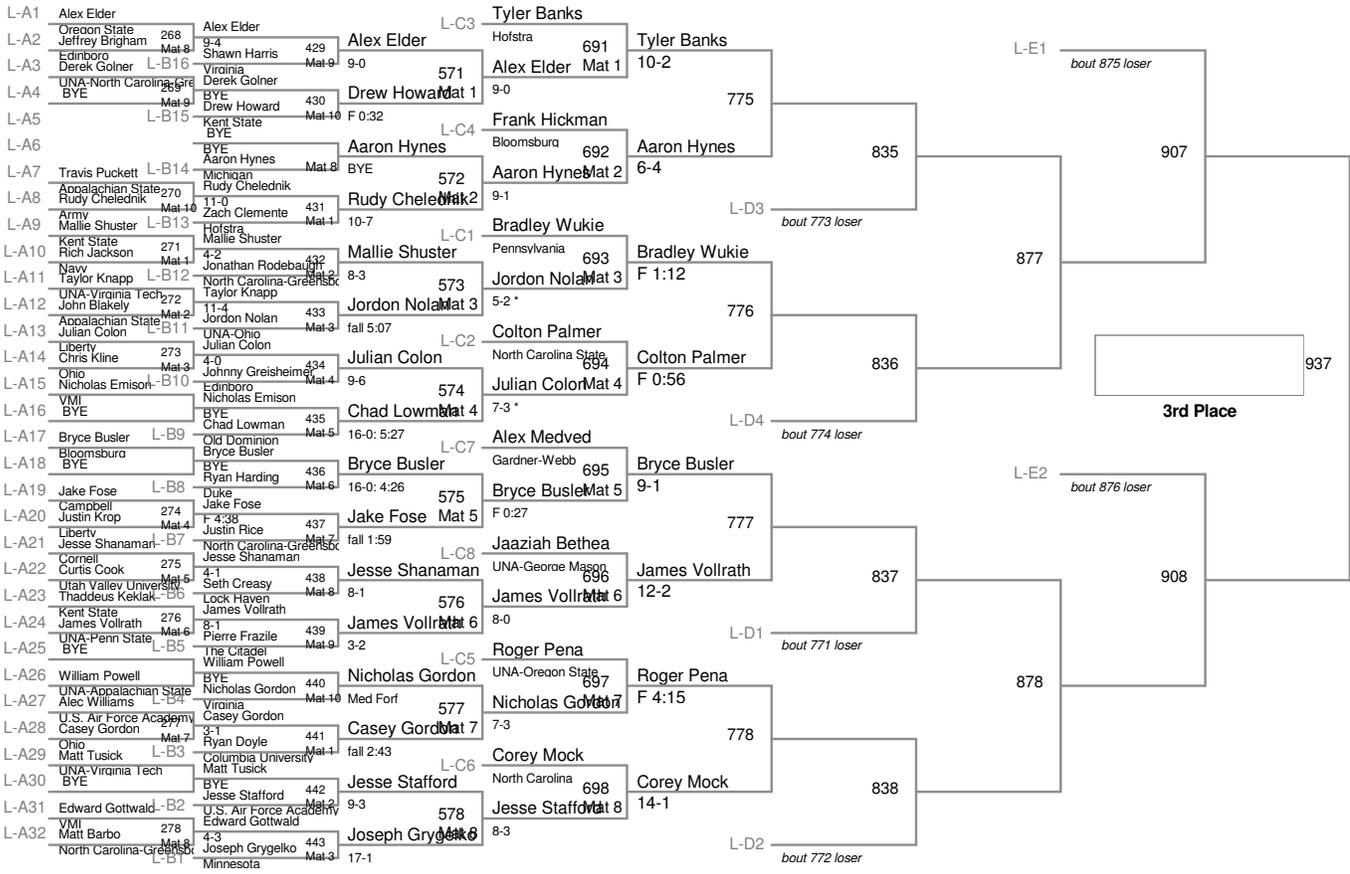 L-A1
Alex Elder
Oregon State
L-A2
Jeffrey Brigham
268
Mat 8
Edinboro
L-A3
Derek Golner
UNA-North Carolina-Gre
L-A4
BYE
269
Mat 9
L-A5
L-A6
L-A7
Travis Puckett
Appalachian State
L-A8
Rudy Chelednik
270
Mat 10
Army
L-A9
Mallie Shuster
Kent State
L-A10
Rich Jackson
271
Mat 1
Navy
L-A11
Taylor Knapp
UNA-Virginia Tech
L-A12
John Blakely
272
Mat 2
Appalachian State
L-A13
Julian Colon
Liberty
L-A14
Chris Kline
273
Mat 3
Ohio
L-A15
Nicholas Emison
VMI
L-A16
BYE
L-A17
Bryce Busler
Bloomsburg
L-A18
BYE
L-A19
Jake Fose
Campbell
L-A20
Justin Krop
274
Mat 4
Liberty
L-A21
Jesse Shanaman
Cornell
L-A22
Curtis Cook
275
Mat 5
Utah Valley University
L-A23
Thaddeus Keklak
Kent State
L-A24
James Vollrath
276
Mat 6
UNA-Penn State
L-A25
BYE
L-A26
William Powell
UNA-Appalachian State
L-A27
Alec Williams
U.S. Air Force Academy
L-A28
Casey Gordon
277
Mat 7
Ohio
L-A29
Matt Tusick
UNA-Virginia Tech
L-A30
BYE
L-A31
Edward Gottwald
VMI
L-A32
Matt Barbo
278
Mat 8
North Carolina-Greensbo
Alex Elder
9-4
Shawn Harris
429
Mat 9
L-B16
Virginia
Derek Golner
BYE
Drew Howard
430
Mat 10
L-B15
Kent State
BYE
BYE
Aaron Hynes
Mat 8
L-B14
Michigan
Rudy Chelednik
11-0
Zach Clemente
431
Mat 1
L-B13
Hofstra
Mallie Shuster
4-2
Jonathan Rodebaugh
432
Mat 2
L-B12
North Carolina-Greensbo
Taylor Knapp
11-4
Jordon Nolan
433
Mat 3
L-B11
UNA-Ohio
Julian Colon
4-0
Johnny Greisheimer
434
Mat 4
L-B10
Edinboro
Nicholas Emison
BYE
Chad Lowman
435
Mat 5
L-B9
Old Dominion
Bryce Busler
BYE
Ryan Harding
436
Mat 6
L-B8
Duke
Jake Fose
F 4:38
Justin Rice
437
Mat 7
L-B7
North Carolina-Greensbo
Jesse Shanaman
4-1
Seth Creasy
438
Mat 8
L-B6
Lock Haven
James Vollrath
8-1
Pierre Frazile
439
Mat 9
L-B5
The Citadel
William Powell
BYE
Nicholas Gordon
440
Mat 10
L-B4
Virginia
Casey Gordon
3-1
Ryan Doyle
441
Mat 1
L-B3
Columbia University
Matt Tusick
BYE
Jesse Stafford
442
Mat 2
L-B2
U.S. Air Force Academy
Edward Gottwald
4-3
Joseph Grygelko
443
Mat 3
L-B1
Minnesota
Alex Elder
9-0
571
Mat 1
Drew Howard
F 0:32
Aaron Hynes
BYE
572
Mat 2
Rudy Chelednik
10-7
Mallie Shuster
8-3
573
Mat 3
Jordon Nolan
fall 5:07
Julian Colon
9-6
574
Mat 4
Chad Lowman
16-0: 5:27
Bryce Busler
16-0: 4:26
575
Mat 5
Jake Fose
fall 1:59
Jesse Shanaman
8-1
576
Mat 6
James Vollrath
3-2
Nicholas Gordon
Med Forf
577
Mat 7
Casey Gordon
fall 2:43
Jesse Stafford
9-3
578
Mat 8
Joseph Grygelko
17-1
L-C3
Tyler Banks
Hofstra
691
Mat 1
Alex Elder
9-0
L-C4
Frank Hickman
Bloomsburg
692
Mat 2
Aaron Hynes
9-1
L-C1
Bradley Wukie
Pennsylvania
693
Mat 3
Jordon Nolan
5-2 *
L-C2
Colton Palmer
North Carolina State
694
Mat 4
Julian Colon
7-3 *
L-C7
Alex Medved
Gardner-Webb
695
Mat 5
Bryce Busler
F 0:27
L-C8
Jaaziah Bethea
UNA-George Mason
696
Mat 6
James Vollrath
8-0
L-C5
Roger Pena
UNA-Oregon State
697
Mat 7
Nicholas Gordon
7-3
L-C6
Corey Mock
North Carolina
698
Mat 8
Jesse Stafford
8-3
Tyler Banks
10-2
775
Aaron Hynes
6-4
Bradley Wukie
F 1:12
776
Colton Palmer
F 0:56
Bryce Busler
9-1
777
James Vollrath
12-2
Roger Pena
F 4:15
778
Corey Mock
14-1
835
L-D3
bout 773 loser
836
L-D4
bout 774 loser
837
L-D1
bout 771 loser
838
L-D2
bout 772 loser
877
878
L-E1
bout 875 loser
907
L-E2
bout 876 loser
908
937
3rd Place